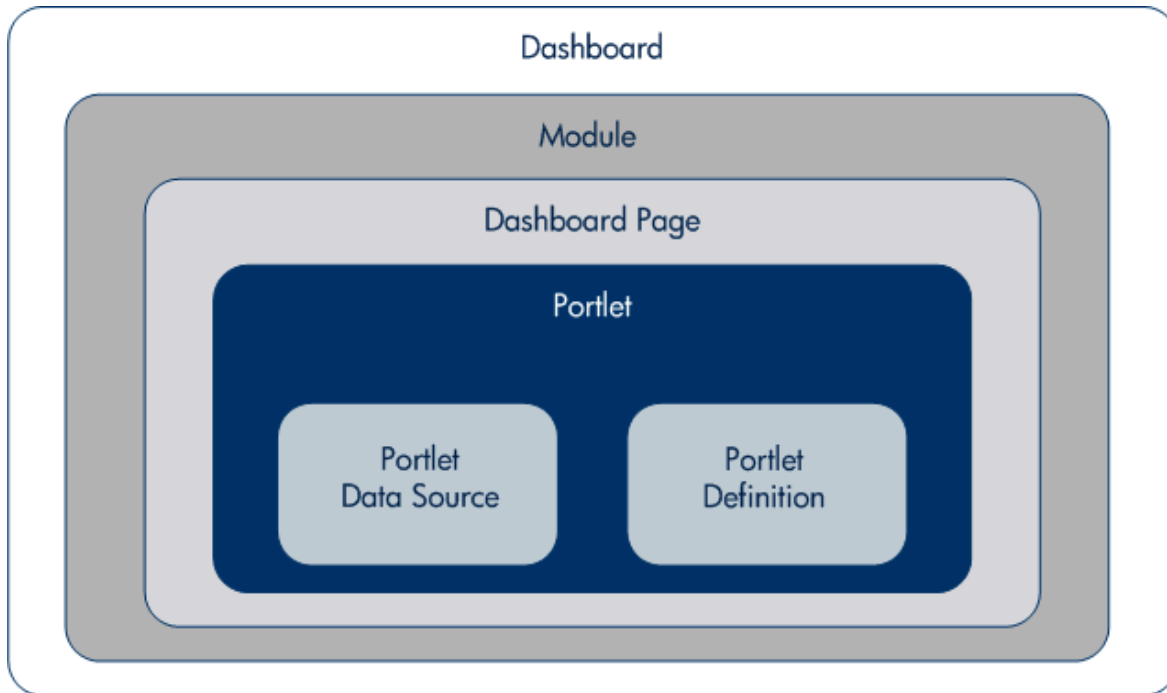 Dashboard
Module
Dashboard Page
Portlet
Portlet
Data Source
Portlet
Definition